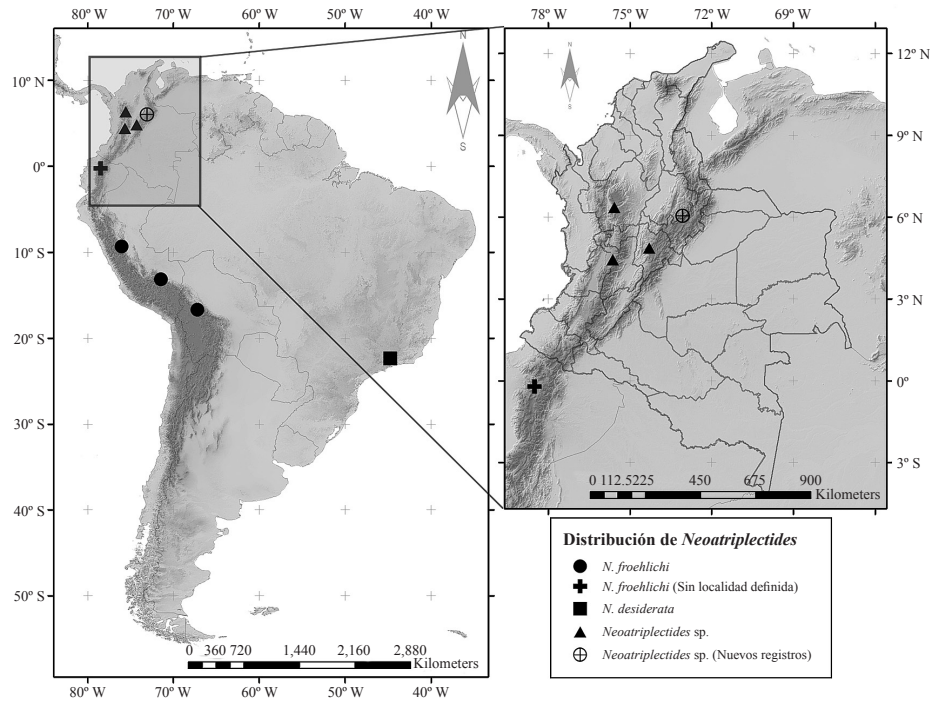 80º W 70º W 60º W 50º W 40º W
78º W 75º W 72º W 69º W
N
S
N
S
10º N
0º
10º S
20º S
30º S
40º S
50º S
12º N
9º N
6º N
3º N
0º
3º S
0 360 720 1,440 2,160 2,880
Kilometers
80º W 70º W 60º W 50º W 40º W
0 112.5225 450 675 900
Kilometers
Distribución de Neoatriplectides
N. froehlichi
N. froehlichi (Sin localidad definida)
N. desiderata
Neoatriplectides sp.
Neoatriplectides sp. (Nuevos registros)